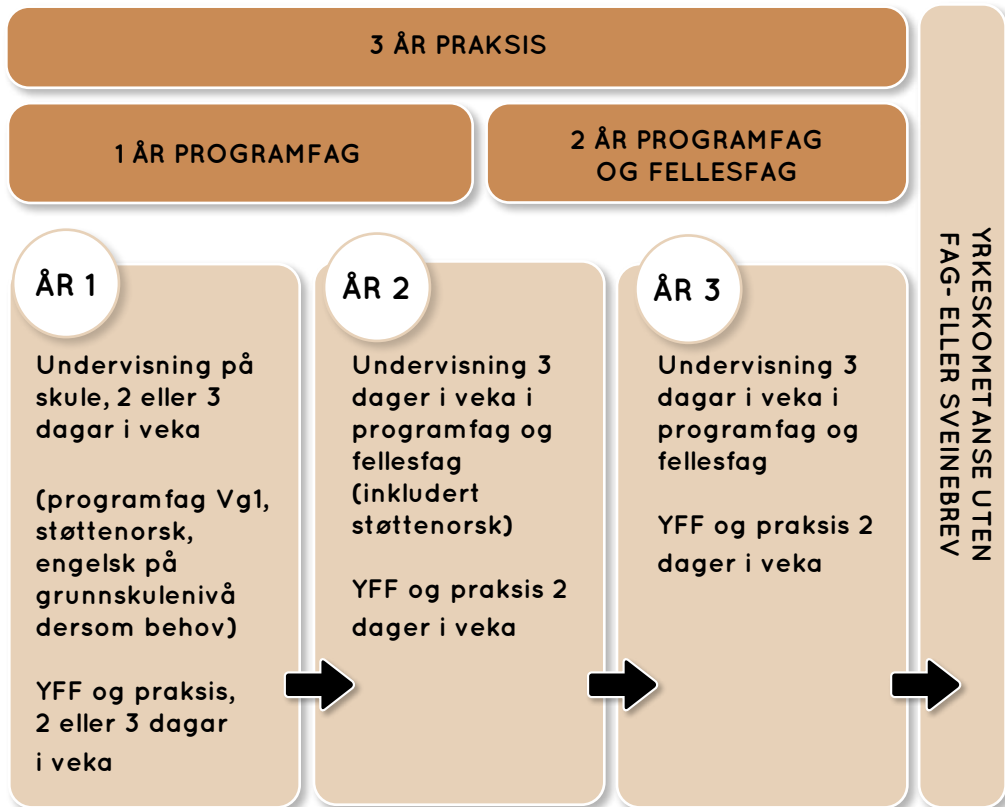 3 ÅR PRAKSIS
1 ÅR PROGRAMFAG
2 ÅR PROGRAMFAG
OG FELLESFAG
ÅR 1
Undervisning på
skule, 2 eller 3
dagar i veka
(programfag Vg1,
støttenorsk,
engelsk på
grunnskulenivå
dersom behov)
YFF og praksis,
2 eller 3 dagar
i veka
ÅR 2
Undervisning 3
dager i veka i
programfag og
fellesfag
(inkludert
støttenorsk)
YFF og praksis 2
dager i veka
ÅR 3
Undervisning 3
dagar i veka i
programfag og
fellesfag
YFF og praksis 2
dager i veka
YRKESKOMETANSE UTEN
FAG- ELLER SVEINEBREV